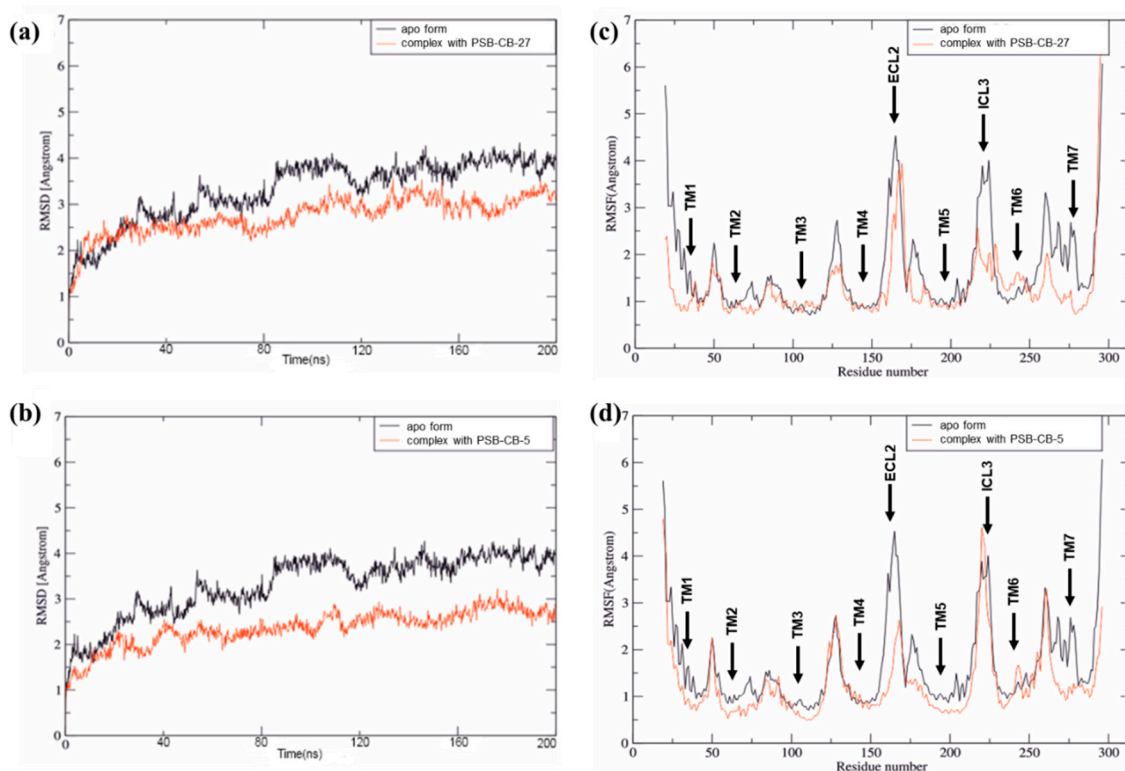 (a)
apo form
complex with PSB-CB-27
RMSD [Angstrom]
7
6
5
4
3
2
1
0
0
40
80
120
160
200
Time(ns)
(c)
apo form
complex with PSB-CB-27
RMSF(Angstrom)
7
6
5
4
3
2
1
0
TM1
TM2
TM3
TM4
ECL2
TM5
ICL3
TM6
TM7
50
100
150
200
250
300
Residue number
(b)
apo form
complex with PSB-CB-5
RMSD [Angstrom]
7
6
5
4
3
2
1
0
0
40
80
120
160
200
Time(ns)
(d)
apo form
complex with PSB-CB-5
RMSF(Angstrom)
7
6
5
4
3
2
1
0
TM1
TM2
TM3
TM4
ECL2
TM5
ICL3
TM6
TM7
50
100
150
200
250
300
Residue number